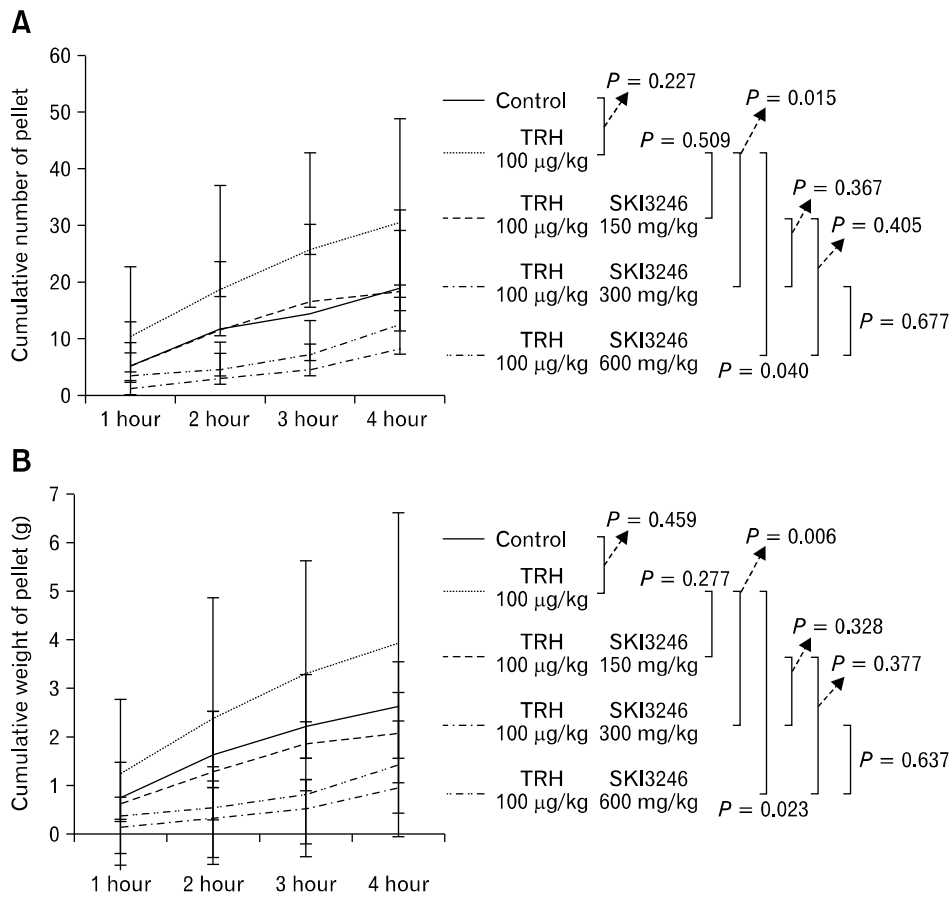 A
Cumulative number of pellet
60
50
40
30
20
10
0
1 hour 2 hour 3 hour 4 hour
Control
TRH
100 µg/kg
TRH SKI3246
100 µg/kg 150 mg/kg
TRH SKI3246
100 µg/kg 300 mg/kg
TRH SKI3246
100 µg/kg 600 mg/kg
P = 0.227
P = 0.015
P = 0.509
P = 0.367
P = 0.405
P = 0.677
P = 0.040
B
Cumulative weight of pellet (g)
7
6
5
4
3
2
1
0
1 hour 2 hour 3 hour 4 hour
Control
TRH
100 µg/kg
TRH SKI3246
100 µg/kg 150 mg/kg
TRH SKI3246
100 µg/kg 300 mg/kg
TRH SKI3246
100 µg/kg 600 mg/kg
P = 0.459
P = 0.006
P = 0.277
P = 0.328
P = 0.377
P = 0.637
P = 0.023